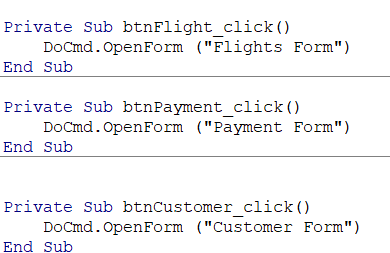 Private Sub btnFlight_click()
    DoCmd.OpenForm ("Flights Form")
End Sub
Private Sub btnPayment_click()
    DoCmd.OpenForm ("Payment Form")
End Sub
Private Sub btnCustomer_click()
    DoCmd.OpenForm ("Customer Form")
End Sub